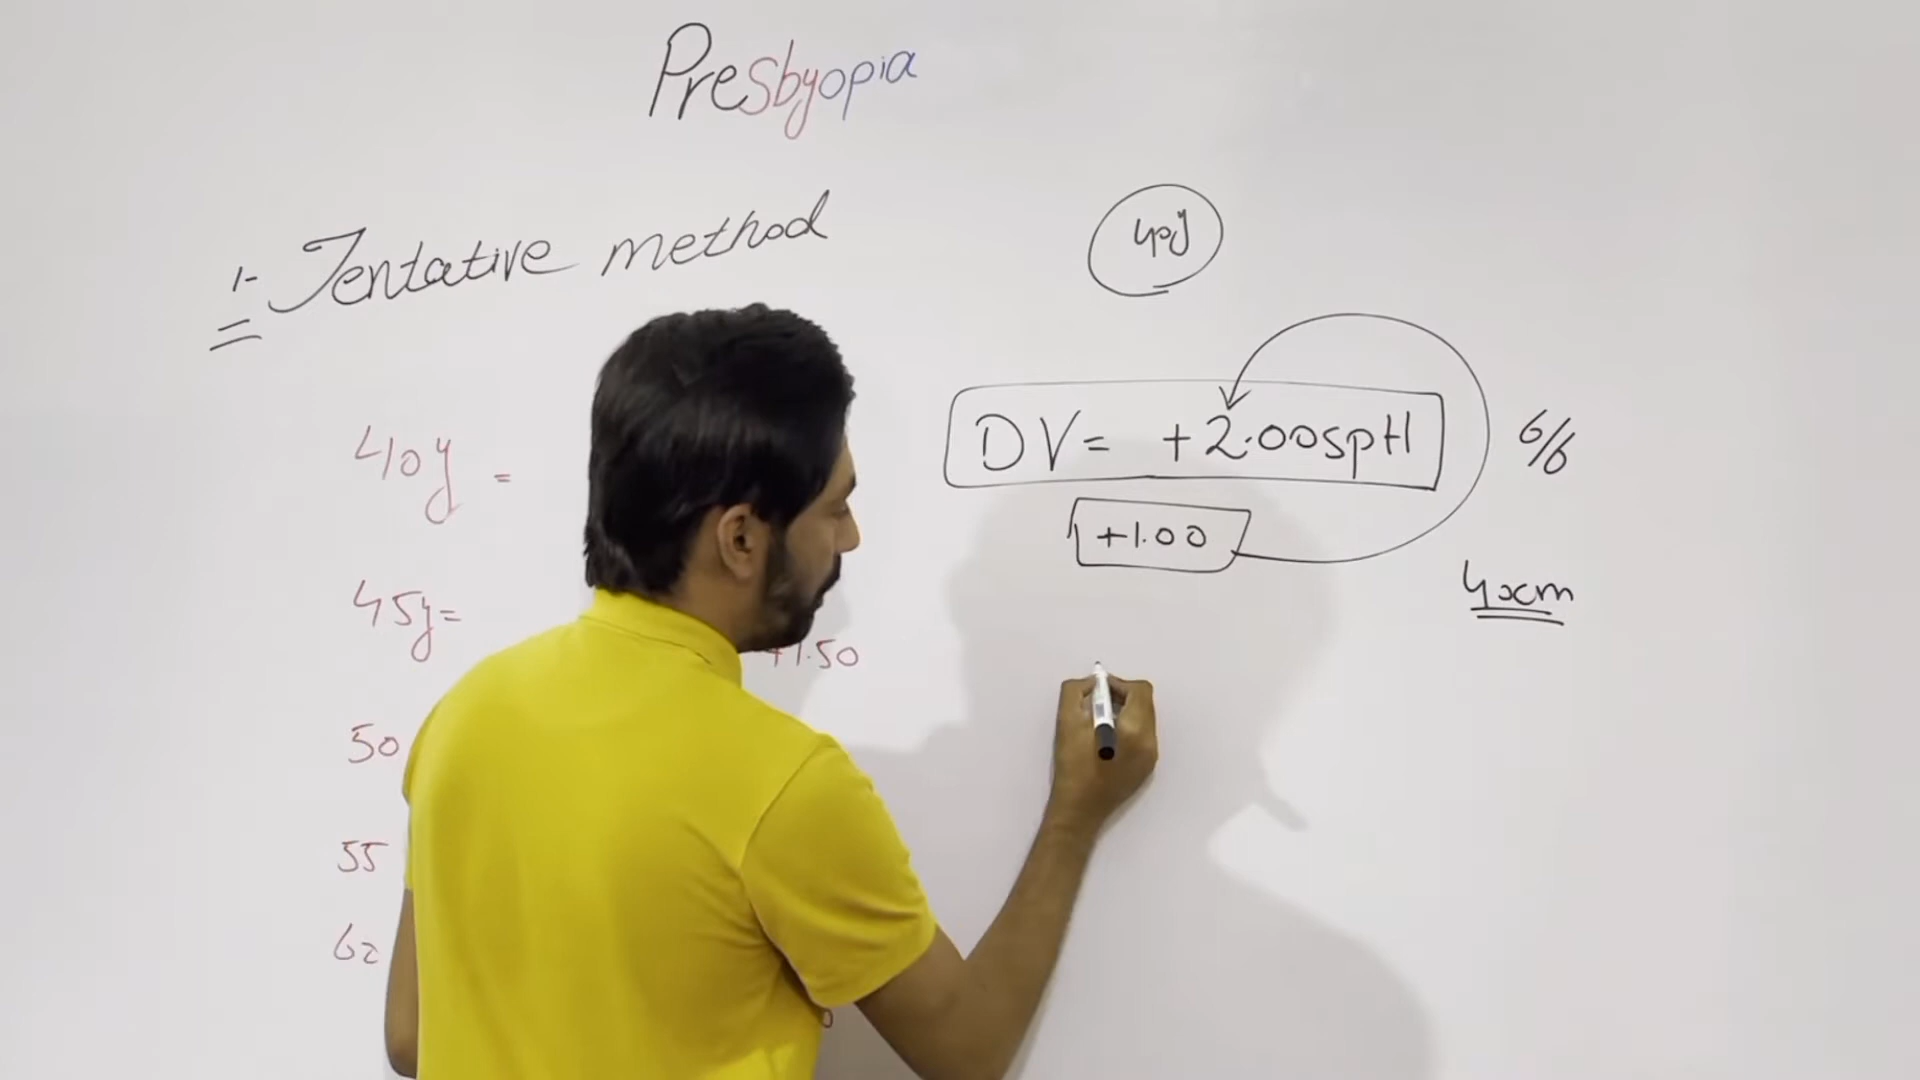 Presbyopia
1- Tentative method
40y
40y =
DV= +2.00spH
6/6
+1.00
40cm
45y=
+1.50
50
55
60